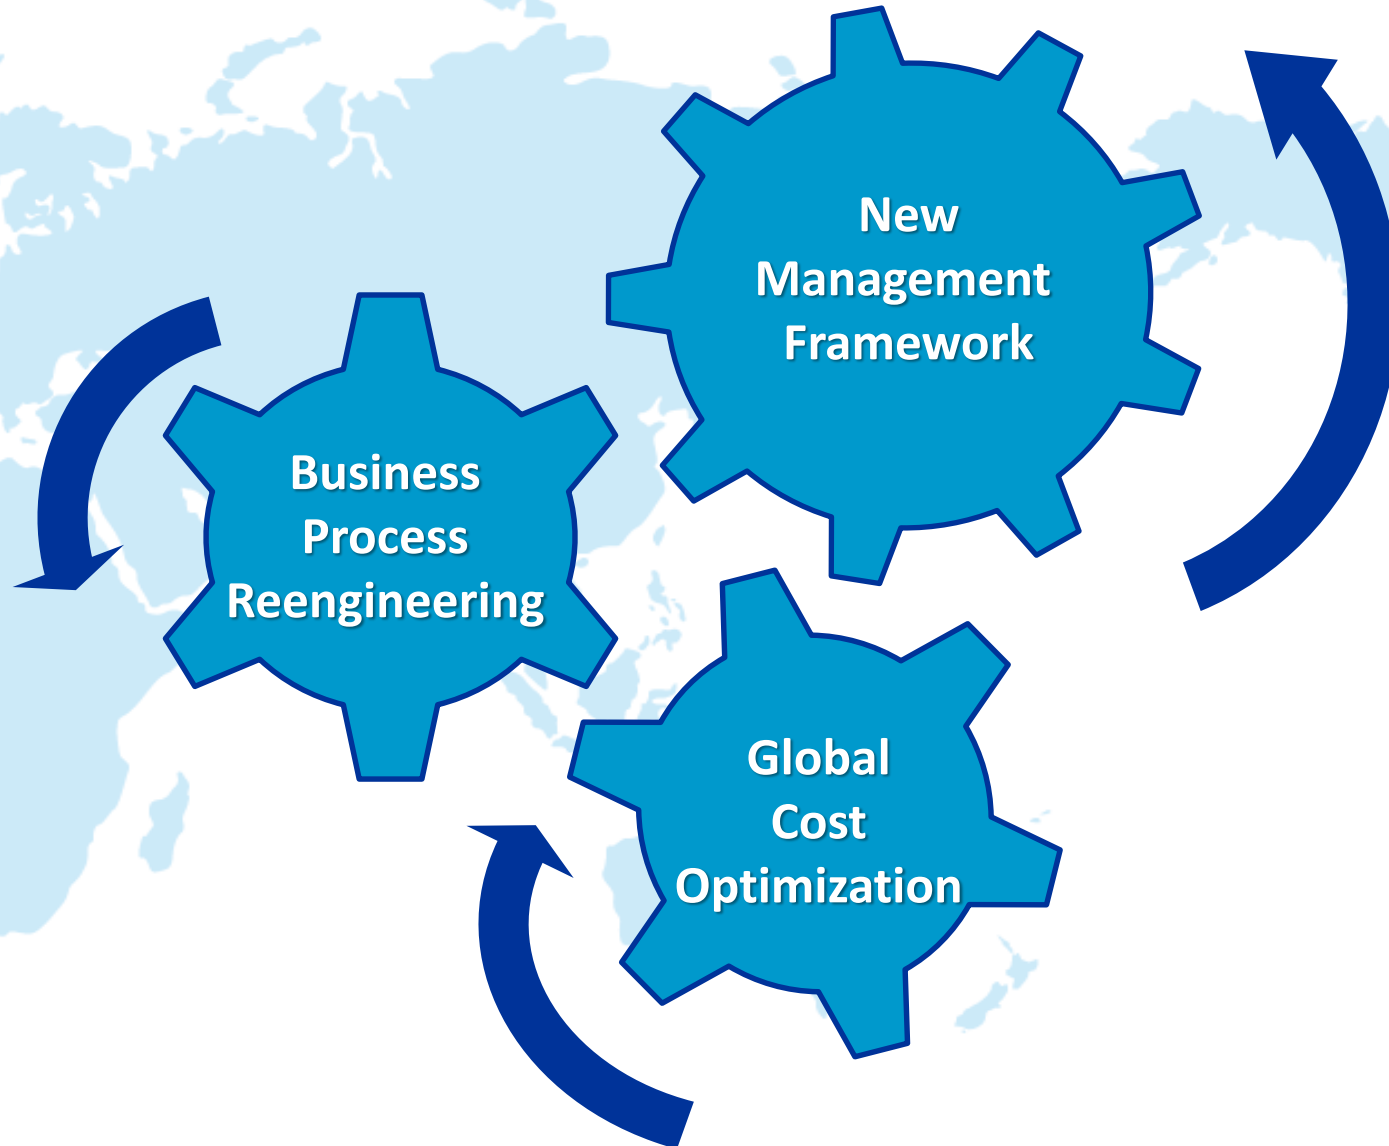 New
Management
Framework
Business
Process
Reengineering
Global
Cost
Optimization